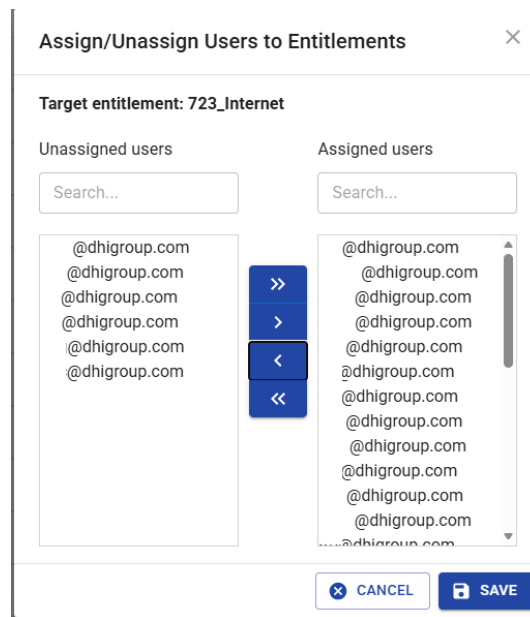 Assign/Unassign Users to Entitlements
Target entitlement: 723_Internet
Unassigned users
Search...
@dhigroup.com
@dhigroup.com
@dhigroup.com
@dhigroup.com
@dhigroup.com
@dhigroup.com
Assigned users
Search...
@dhigroup.com
@dhigroup.com
@dhigroup.com
@dhigroup.com
@dhigroup.com
@dhigroup.com
@dhigroup.com
@dhigroup.com
@dhigroup.com
@dhigroup.com
@dhigroup.com
@dhigroup.com
@dhigroup.com
CANCEL
SAVE